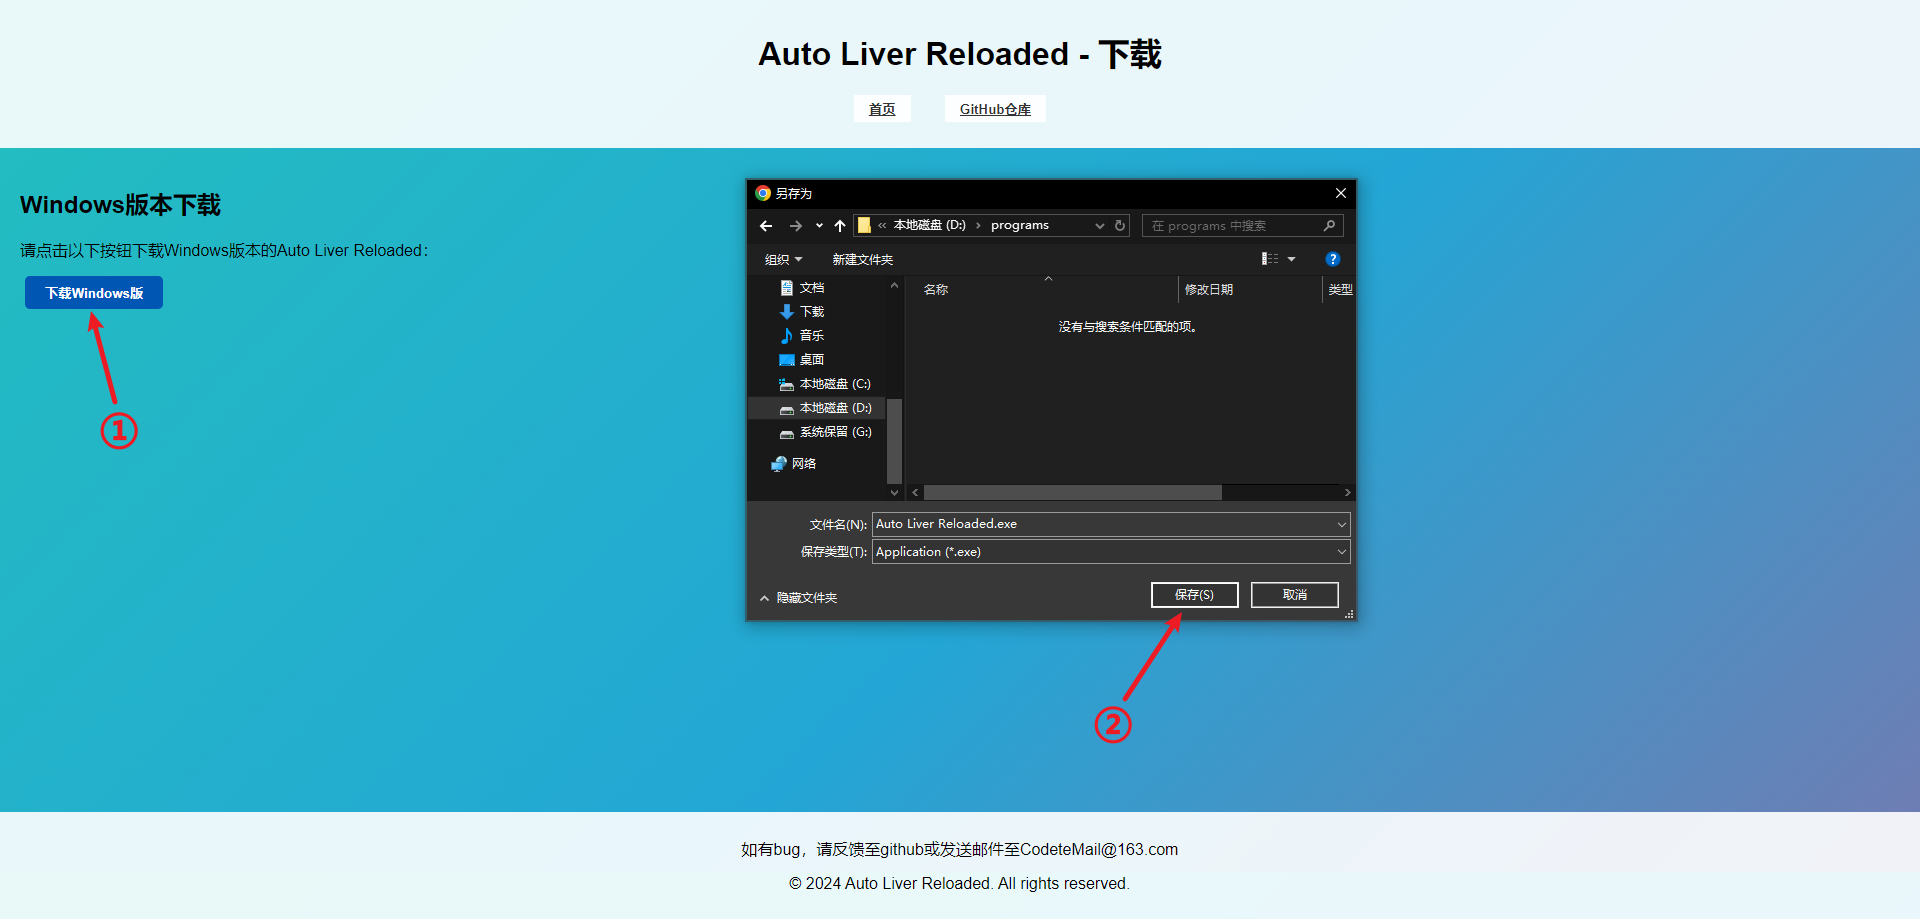 Auto Liver Reloaded - 下载
首页 GitHub仓库
Windows版本下载
请点击以下按钮下载Windows版本的Auto Liver Reloaded：
下载Windows版
①
另存为
« 本地磁盘 (D:) › programs
在 programs 中搜索
组织 新建文件夹
?
文档
下载
音乐
桌面
本地磁盘 (C:)
本地磁盘 (D:)
系统保留 (G:)
网络
名称 修改日期 类型
没有与搜索条件匹配的项。
文件名(N): Auto Liver Reloaded.exe
保存类型(T): Application (*.exe)
隐藏文件夹
保存(S) 取消
②
如有bug，请反馈至github或发送邮件至CodeteMail@163.com
© 2024 Auto Liver Reloaded. All rights reserved.